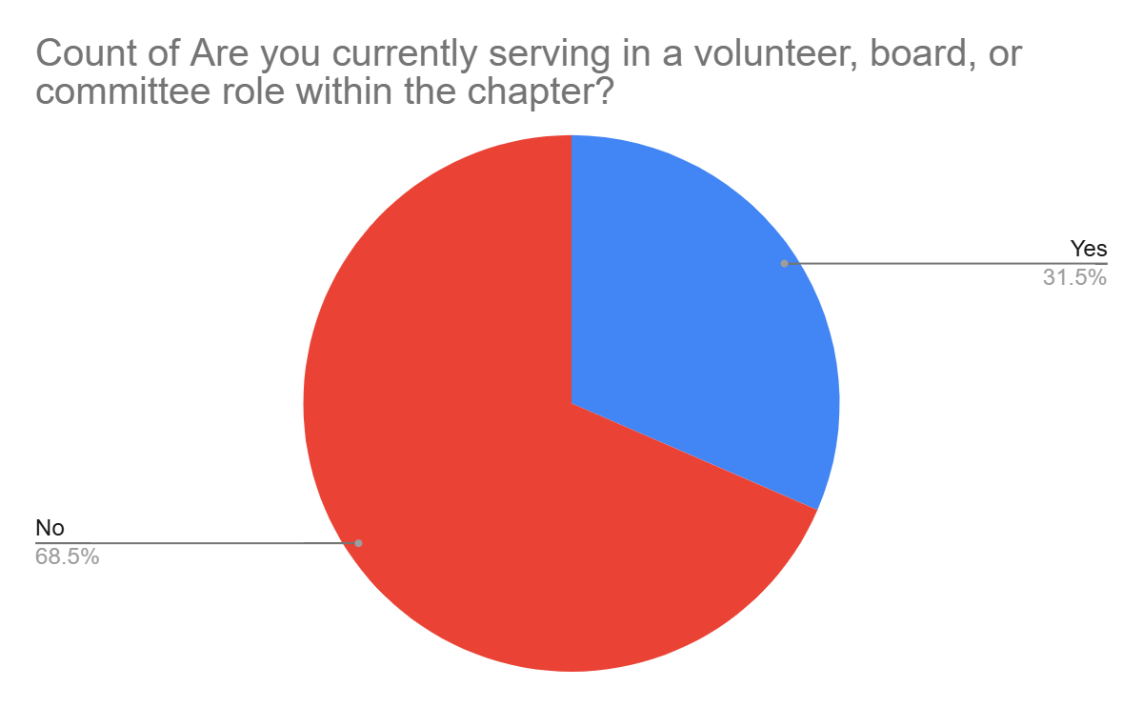 Count of Are you currently serving in a volunteer, board, or
committee role within the chapter?
Yes
31.5%
No
68.5%